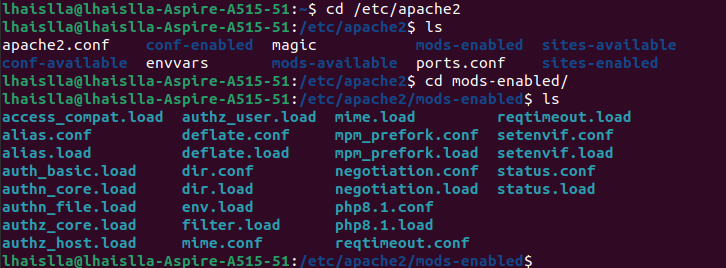 lhaislla@lhaislla-Aspire-A515-51:~$ cd /etc/apache2
lhaislla@lhaislla-Aspire-A515-51:/etc/apache2$ ls
apache2.conf    conf-enabled  magic           mods-enabled  sites-available
conf-available  envvars       mods-available  ports.conf    sites-enabled
lhaislla@lhaislla-Aspire-A515-51:/etc/apache2$ cd mods-enabled/
lhaislla@lhaislla-Aspire-A515-51:/etc/apache2/mods-enabled$ ls
access_compat.load  authz_user.load  mime.load         reqtimeout.load
alias.conf          deflate.conf     mpm_prefork.conf  setenvif.conf
alias.load          deflate.load     mpm_prefork.load  setenvif.load
auth_basic.load     dir.conf         negotiation.conf  status.conf
authn_core.load     dir.load         negotiation.load  status.load
authn_file.load     env.load         php8.1.conf
authz_core.load     filter.load      php8.1.load
authz_host.load     mime.conf        reqtimeout.conf
lhaislla@lhaislla-Aspire-A515-51:/etc/apache2/mods-enabled$